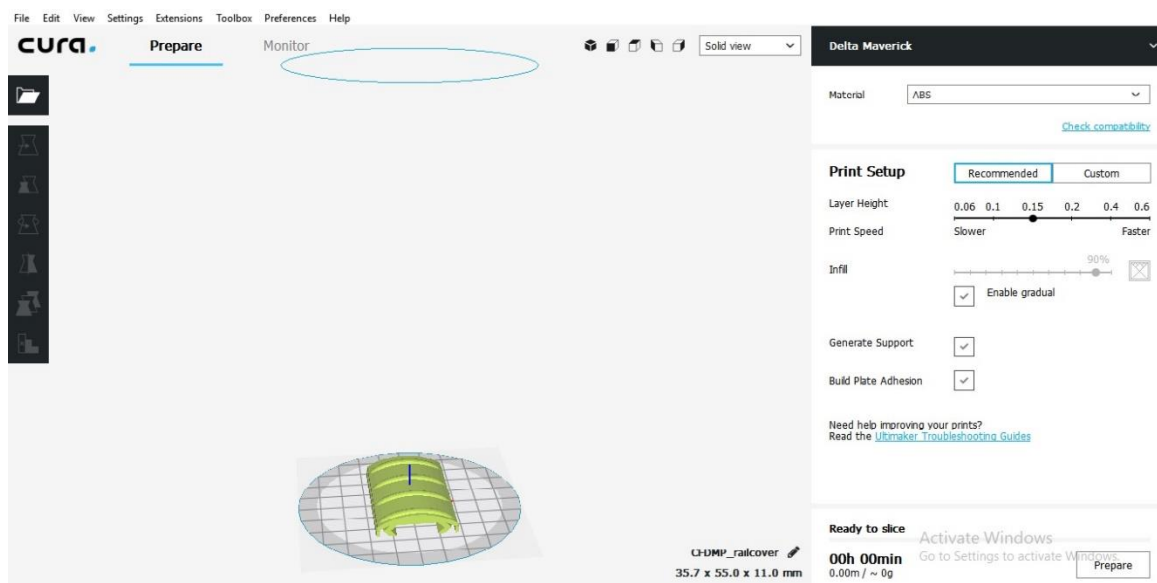 File Edit View Settings Extensions Toolbox Preferences Help
cura.
Prepare
Monitor
Solid view
Delta Maverick
Material
ABS
Check compatibility
Print Setup
Recommended
Custom
Layer Height
0.06 0.1 0.15 0.2 0.4 0.6
Print Speed
Slower
Faster
90%
Infill
Enable gradual
Generate Support
Build Plate Adhesion
Need help improving your prints?
Read the Ultimaker Troubleshooting Guides
Ready to slice
Activate Windows
Go to Settings to activate Windows.
00h 00min
0.00m / ~ 0g
Prepare
CFDMP_railcover
35.7 x 55.0 x 11.0 mm